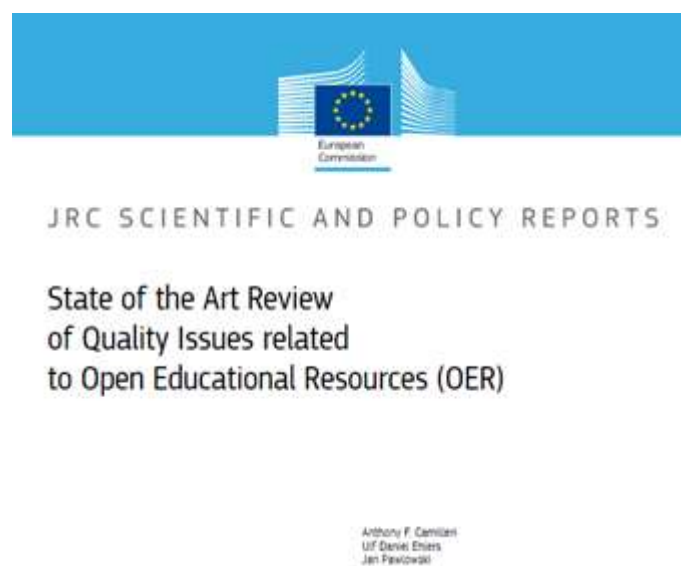 European
Commission
JRC SCIENTIFIC AND POLICY REPORTS
State of the Art Review
of Quality Issues related
to Open Educational Resources (OER)
Anthony F. Camilleri
Ulf Daniel Ehlers
Jan Pawlowski